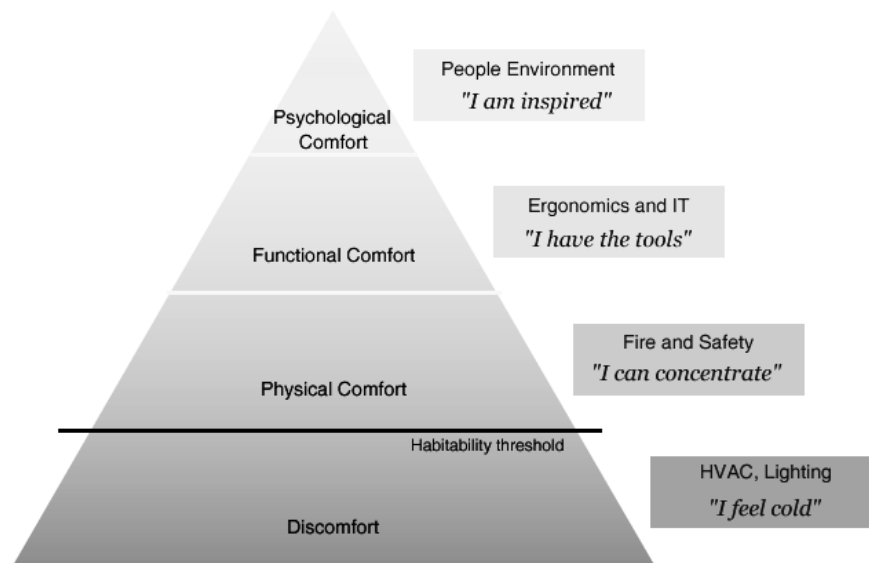 People Environment
"I am inspired"
Psychological
Comfort
Ergonomics and IT
"I have the tools"
Functional Comfort
Fire and Safety
"I can concentrate"
Physical Comfort
Habitability threshold
HVAC, Lighting
"I feel cold"
Discomfort